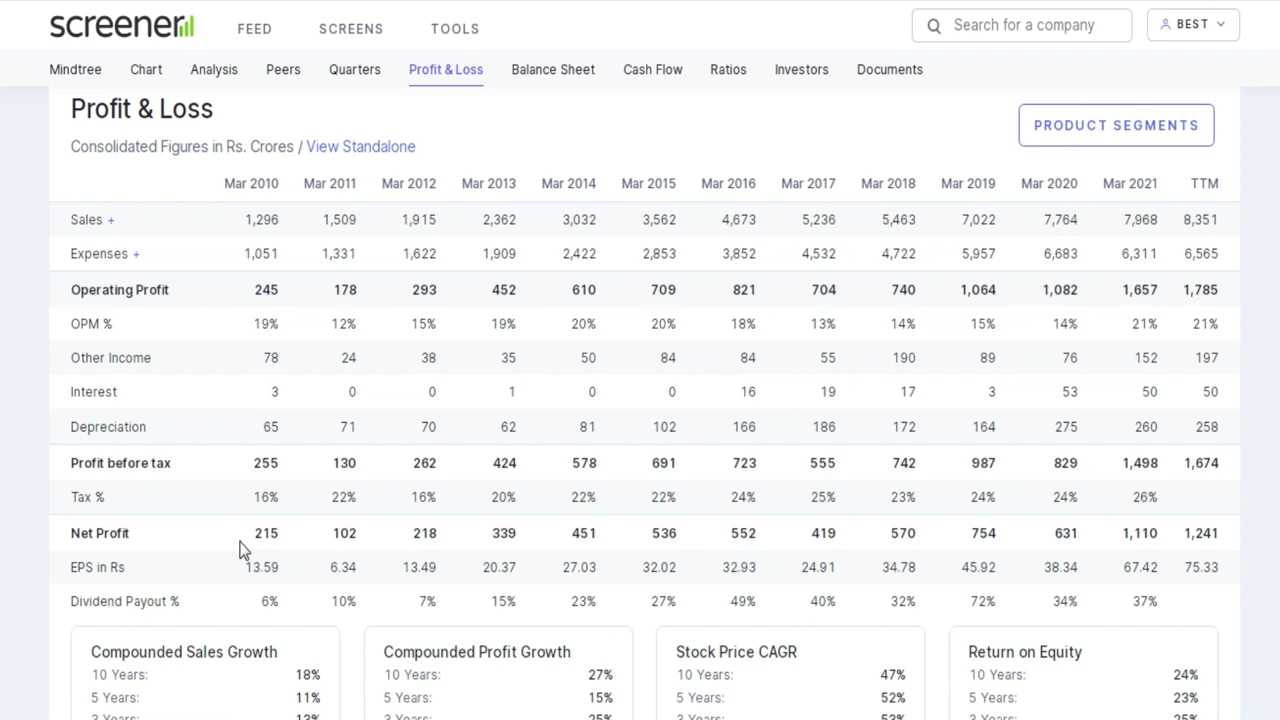 screener FEED SCREENS TOOLS Search for a company BEST
Mindtree Chart Analysis Peers Quarters Profit & Loss Balance Sheet Cash Flow Ratios Investors Documents
Profit & Loss
PRODUCT SEGMENTS
Consolidated Figures in Rs. Crores / View Standalone
Mar 2010 Mar 2011 Mar 2012 Mar 2013 Mar 2014 Mar 2015 Mar 2016 Mar 2017 Mar 2018 Mar 2019 Mar 2020 Mar 2021 TTM
Sales + 1,296 1,509 1,915 2,362 3,032 3,562 4,673 5,236 5,463 7,022 7,764 7,968 8,351
Expenses + 1,051 1,331 1,622 1,909 2,422 2,853 3,852 4,532 4,722 5,957 6,683 6,311 6,565
Operating Profit 245 178 293 452 610 709 821 704 740 1,064 1,082 1,657 1,785
OPM % 19% 12% 15% 19% 20% 20% 18% 13% 14% 15% 14% 21% 21%
Other Income 78 24 38 35 50 84 84 55 190 89 76 152 197
Interest 3 0 0 1 0 0 16 19 17 3 53 50 50
Depreciation 65 71 70 62 81 102 166 186 172 164 275 260 258
Profit before tax 255 130 262 424 578 691 723 555 742 987 829 1,498 1,674
Tax % 16% 22% 16% 20% 22% 22% 24% 25% 23% 24% 24% 26%
Net Profit 215 102 218 339 451 536 552 419 570 754 631 1,110 1,241
EPS in Rs 13.59 6.34 13.49 20.37 27.03 32.02 32.93 24.91 34.78 45.92 38.34 67.42 75.33
Dividend Payout % 6% 10% 7% 15% 23% 27% 49% 40% 32% 72% 34% 37%
Compounded Sales Growth Compounded Profit Growth Stock Price CAGR Return on Equity
10 Years: 18% 10 Years: 27% 10 Years: 47% 10 Years: 24%
5 Years: 11% 5 Years: 15% 5 Years: 52% 5 Years: 23%
3 Years: 13% 3 Years: 25% 3 Years: 53% 3 Years: 25%